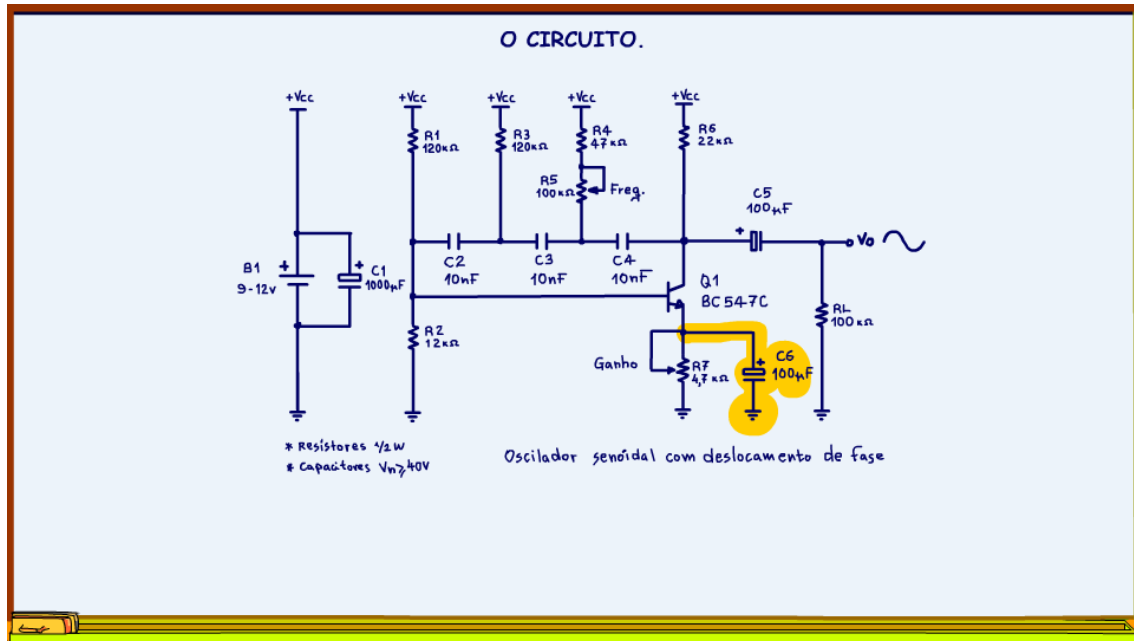 O CIRCUITO.
+Vcc
+Vcc
+Vcc
+Vcc
+Vcc
R1
120KΩ
R3
120KΩ
R4
47KΩ
R6
22KΩ
R5
100KΩ
Freq.
C5
100μF
+
Vo
B1
+
9-12V
+
C1
1000μF
C2
10nF
C3
10nF
C4
10nF
Q1
BC547C
R2
12KΩ
RL
100KΩ
Ganho
R7
4,7KΩ
+
C6
100μF
* Resístores 1/2W
* Capacitores Vn≥40V
Oscilador senoidal com deslocamento de fase